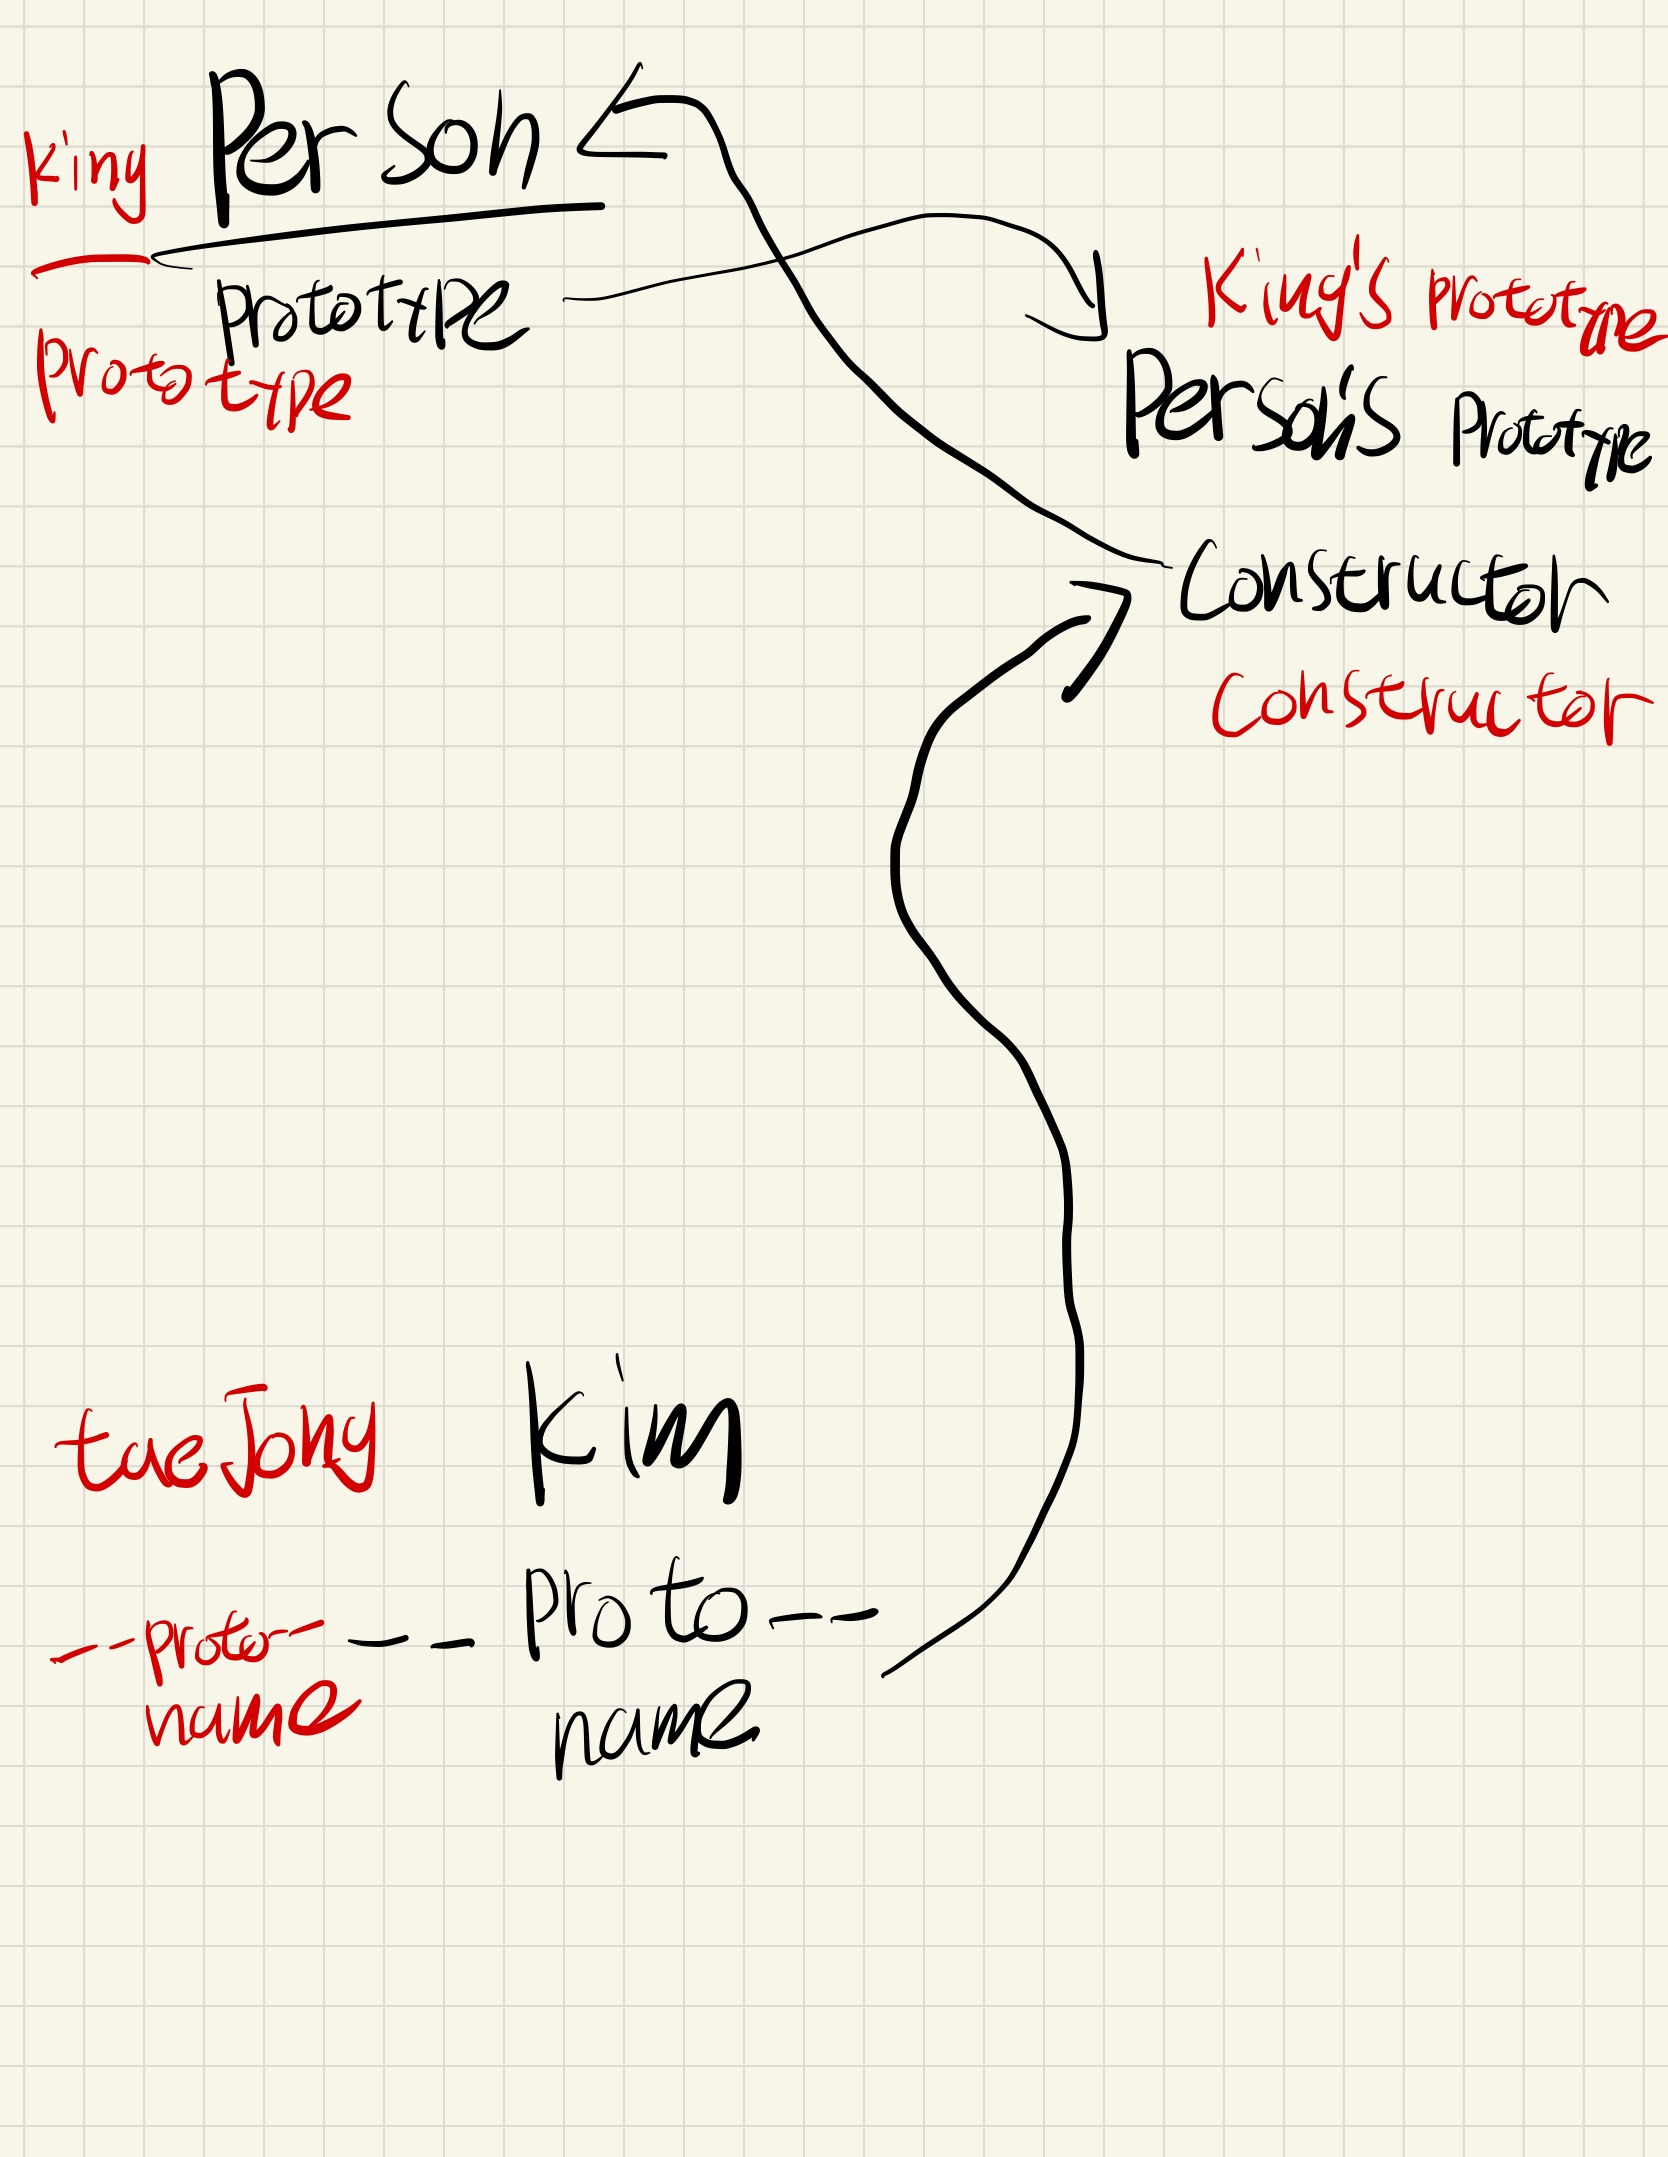 King Person
prototype
prototype
King's prototype
Person's prototype
Constructor
Constructor
taeJong Kim
--proto-- -- proto--
name name